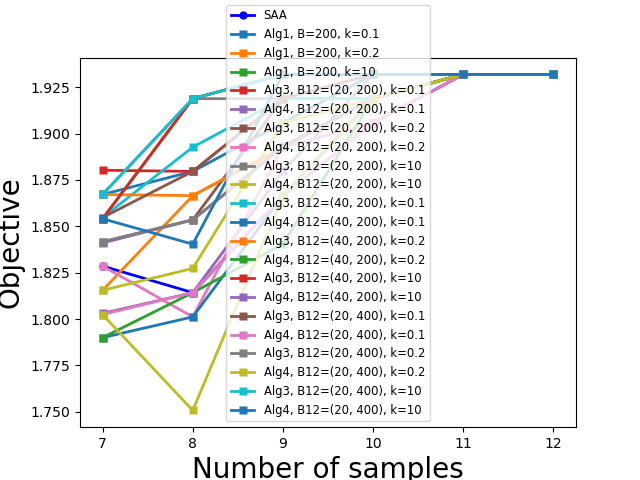 SAA
Alg1, B=200, k=0.1
Alg1, B=200, k=0.2
Alg1, B=200, k=10
Alg3, B12=(20, 200), k=0.1
Alg4, B12=(20, 200), k=0.1
Alg3, B12=(20, 200), k=0.2
Alg4, B12=(20, 200), k=0.2
Alg3, B12=(20, 200), k=10
Alg4, B12=(20, 200), k=10
Alg3, B12=(40, 200), k=0.1
Alg4, B12=(40, 200), k=0.1
Alg3, B12=(40, 200), k=0.2
Alg4, B12=(40, 200), k=0.2
Alg3, B12=(40, 200), k=10
Alg4, B12=(40, 200), k=10
Alg3, B12=(20, 400), k=0.1
Alg4, B12=(20, 400), k=0.1
Alg3, B12=(20, 400), k=0.2
Alg4, B12=(20, 400), k=0.2
Alg3, B12=(20, 400), k=10
Alg4, B12=(20, 400), k=10
1.925
1.900
1.875
1.850
1.825
1.800
1.775
1.750
Objective
7 8 9 10 11 12
Number of samples